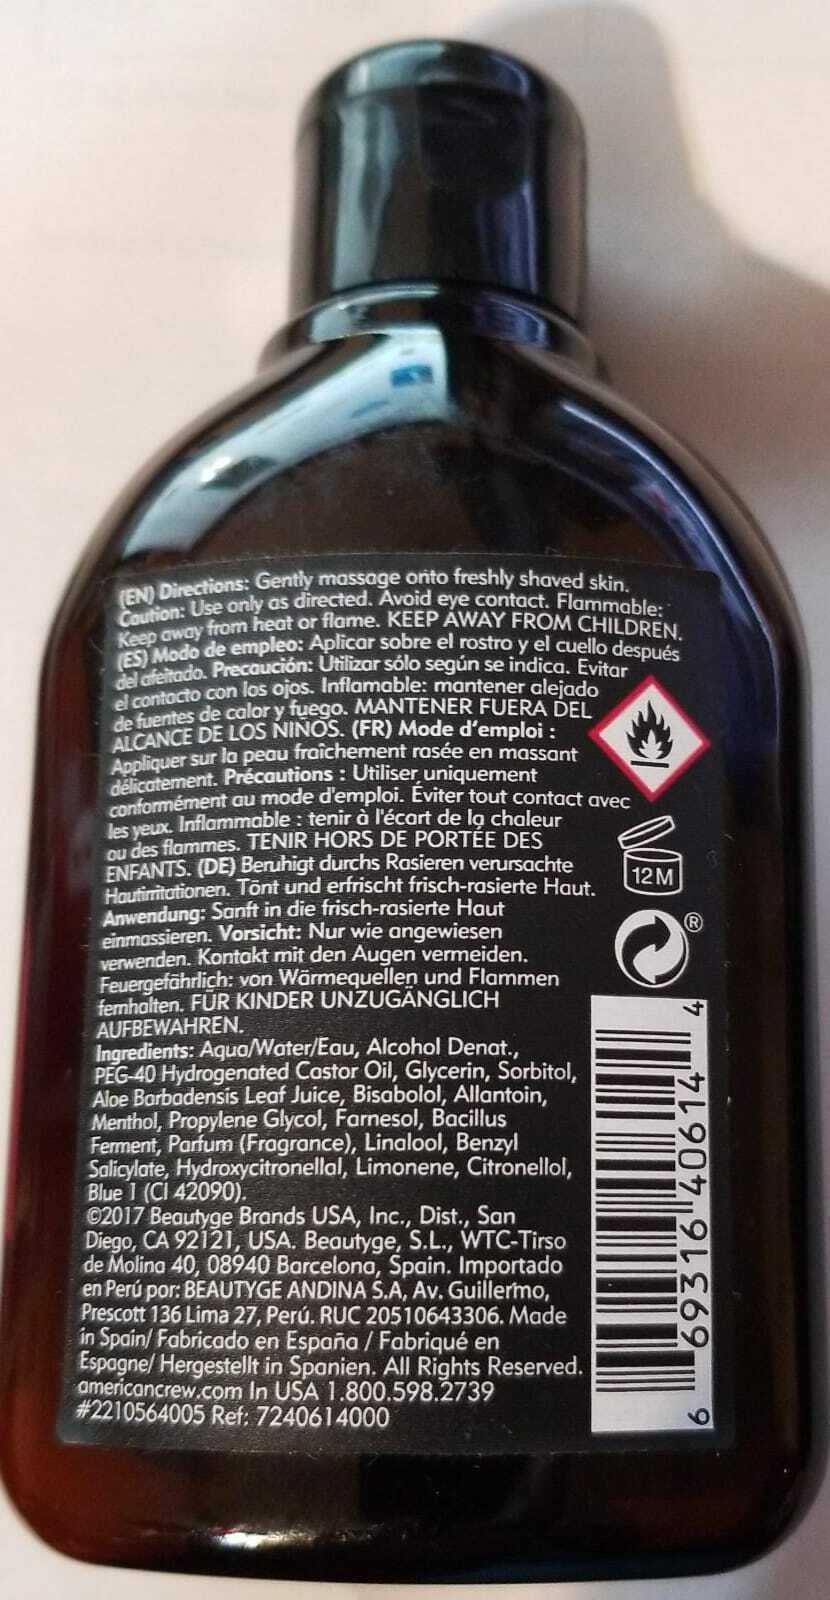 (EN) Directions: Gently massage onto freshly shaved skin.
Caution: Use only as directed. Avoid eye contact. Flammable:
Keep away from heat or flame. KEEP AWAY FROM CHILDREN.
(ES) Modo de empleo: Aplicar sobre el rostro y el cuello después
del afeitado. Precaución: Utilizar sólo según se indica. Evitar
el contacto con los ojos. Inflamable: mantener alejado
de fuentes de calor y fuego. MANTENER FUERA DEL
ALCANCE DE LOS NIÑOS. (FR) Mode d'emploi :
Appliquer sur la peau fraîchement rasée en massant
délicatement. Précautions : Utiliser uniquement
conformément au mode d'emploi. Éviter tout contact avec
les yeux. Inflammable : tenir à l'écart de la chaleur
ou des flammes. TENIR HORS DE PORTÉE DES
ENFANTS. (DE) Beruhigt durchs Rasieren verursachte
Hautirritationen. Tönt und erfrischt frisch-rasierte Haut.
Anwendung: Sanft in die frisch-rasierte Haut
einmassieren. Vorsicht: Nur wie angewiesen
verwenden. Kontakt mit den Augen vermeiden.
Feuergefährlich: von Wärmequellen und Flammen
fernhalten. FÜR KINDER UNZUGÄNGLICH
AUFBEWAHREN.
Ingredients: Aqua/Water/Eau, Alcohol Denat.,
PEG-40 Hydrogenated Castor Oil, Glycerin, Sorbitol,
Aloe Barbadensis Leaf Juice, Bisabolol, Allantoin,
Menthol, Propylene Glycol, Farnesol, Bacillus
Ferment, Parfum (Fragrance), Linalool, Benzyl
Salicylate, Hydroxycitronellal, Limonene, Citronellol,
Blue 1 (CI 42090).
©2017 Beautyge Brands USA, Inc., Dist., San
Diego, CA 92121, USA. Beautyge, S.L., WTC-Tirso
de Molina 40, 08940 Barcelona, Spain. Importado
en Perú por: BEAUTYGE ANDINA S.A, Av. Guillermo,
Prescott 136 Lima 27, Perú. RUC 20510643306. Made
in Spain/ Fabricado en España / Fabriqué en
Espagne/ Hergestellt in Spanien. All Rights Reserved.
americancrew.com In USA 1.800.598.2739
#2210564005 Ref: 7240614000
12M
®
6 69316 40614 4